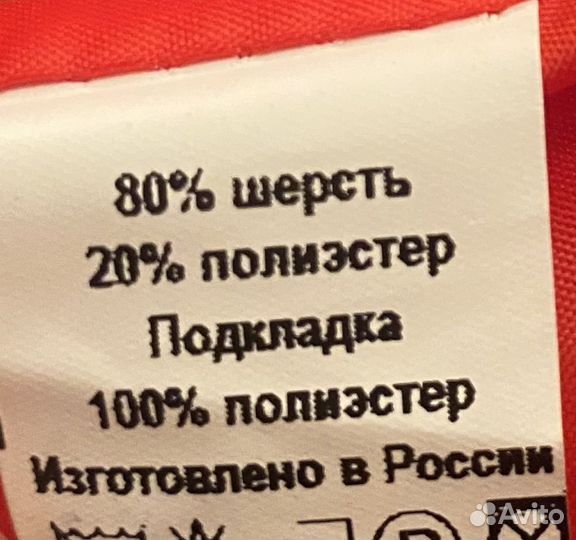 80% шерсть
20% полиэстер
Подкладка
100% полиэстер
Изготовлено в России
P
Avito